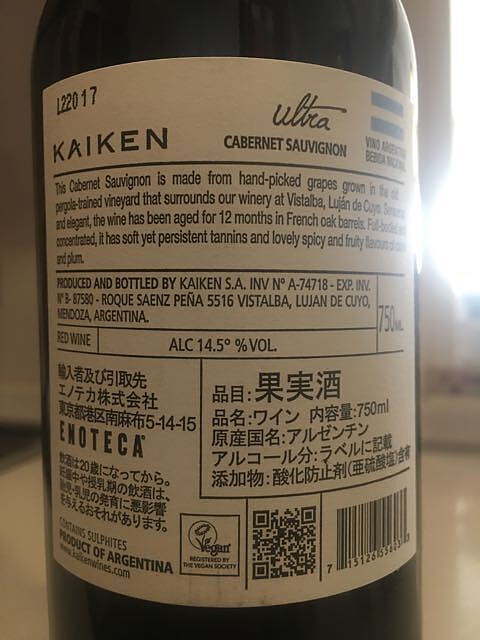 L22017
KAIKEN
ultra
CABERNET SAUVIGNON
VINO ARGENTINO
BEBIDA NACIONAL
This Cabernet Sauvignon is made from hand-picked grapes grown in the old
pergola-trained vineyard that surrounds our winery at Vistalba, Luján de Cuyo. Sensuous
and elegant, the wine has been aged for 12 months in French oak barrels. Full-bodied and
concentrated, it has soft yet persistent tannins and lovely spicy and fruity flavours of
and plum.
PRODUCED AND BOTTLED BY KAIKEN S.A. INV Nº A-74718 - EXP. INV.
Nº B- 87580 - ROQUE SAENZ PEÑA 5516 VISTALBA, LUJAN DE CUYO,
MENDOZA, ARGENTINA.
750ML.
RED WINE
ALC 14.5° %VOL.
輸入者及び引取先
エノテカ株式会社
東京都港区南麻布5-14-15
ENOTECA
飲酒は20歳になってから。
妊娠中や授乳期の飲酒は、
胎児・乳児の発育に悪影響
を与えるおそれがあります。
品目:果実酒
品名:ワイン 内容量:750ml
原産国名:アルゼンチン
アルコール分:ラベルに記載
添加物:酸化防止剤(亜硫酸塩)含有
CONTAINS SULPHITES
PRODUCT OF ARGENTINA
www.kaikenwines.com
Vegan
REGISTERED BY
THE VEGAN SOCIETY